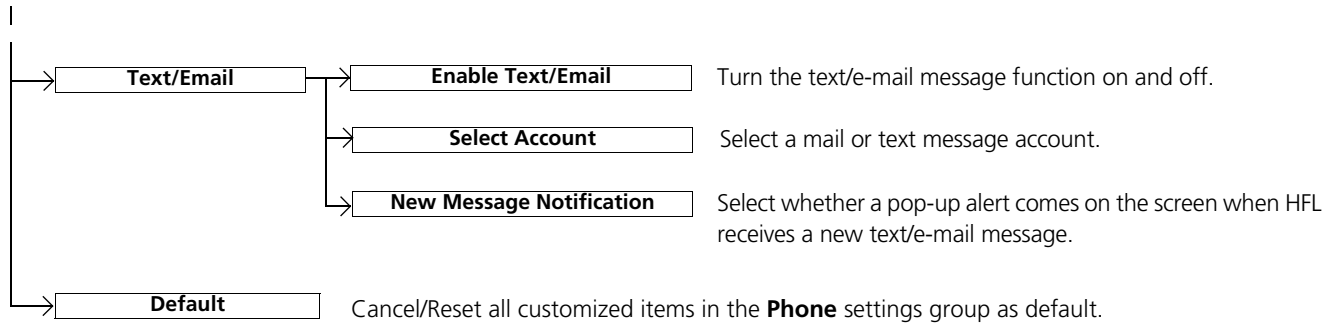 Text/Email
Enable Text/Email
Turn the text/e-mail message function on and off.
Select Account
Select a mail or text message account.
New Message Notification
Select whether a pop-up alert comes on the screen when HFL
receives a new text/e-mail message.
Default
Cancel/Reset all customized items in the Phone settings group as default.